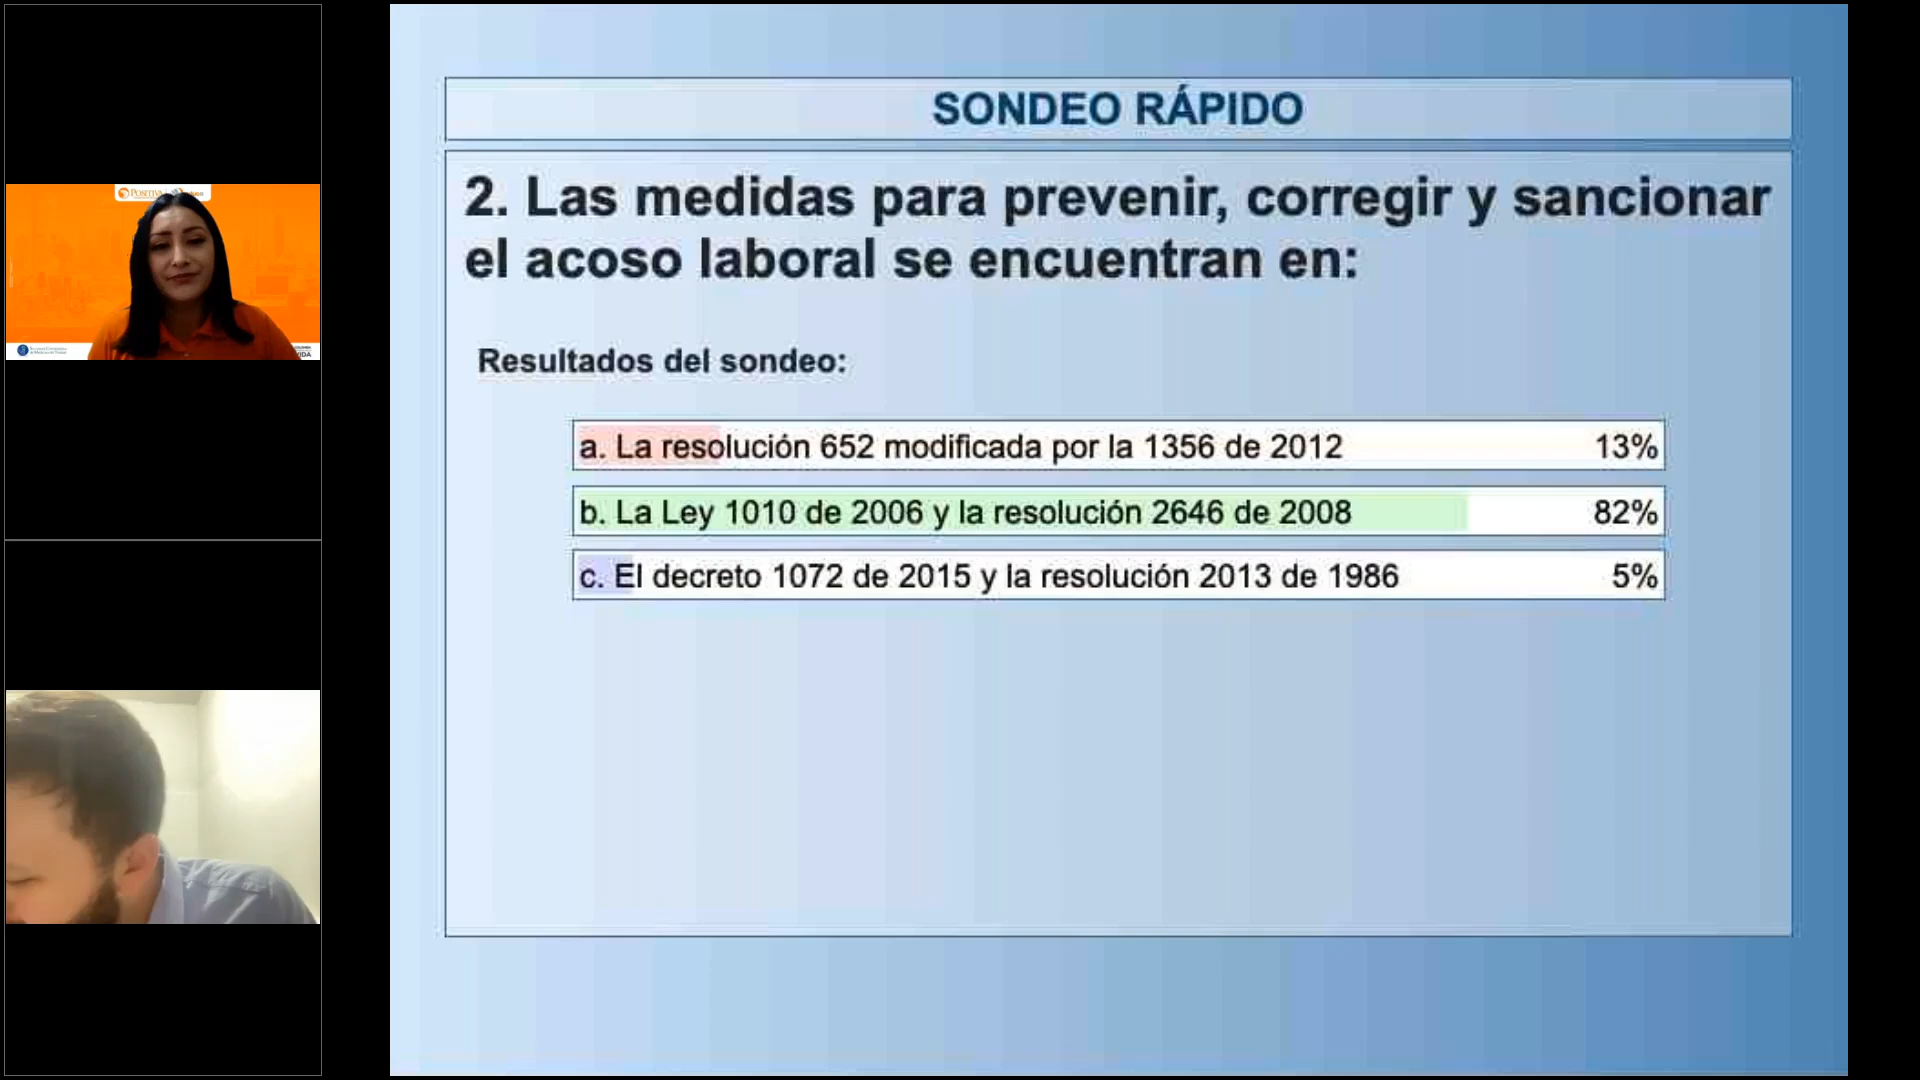 POSITIVA
SONDEO RÁPIDO
2. Las medidas para prevenir, corregir y sancionar
el acoso laboral se encuentran en:
Resultados del sondeo:
a. La resolución 652 modificada por la 1356 de 2012 13%
b. La Ley 1010 de 2006 y la resolución 2646 de 2008 82%
c. El decreto 1072 de 2015 y la resolución 2013 de 1986 5%